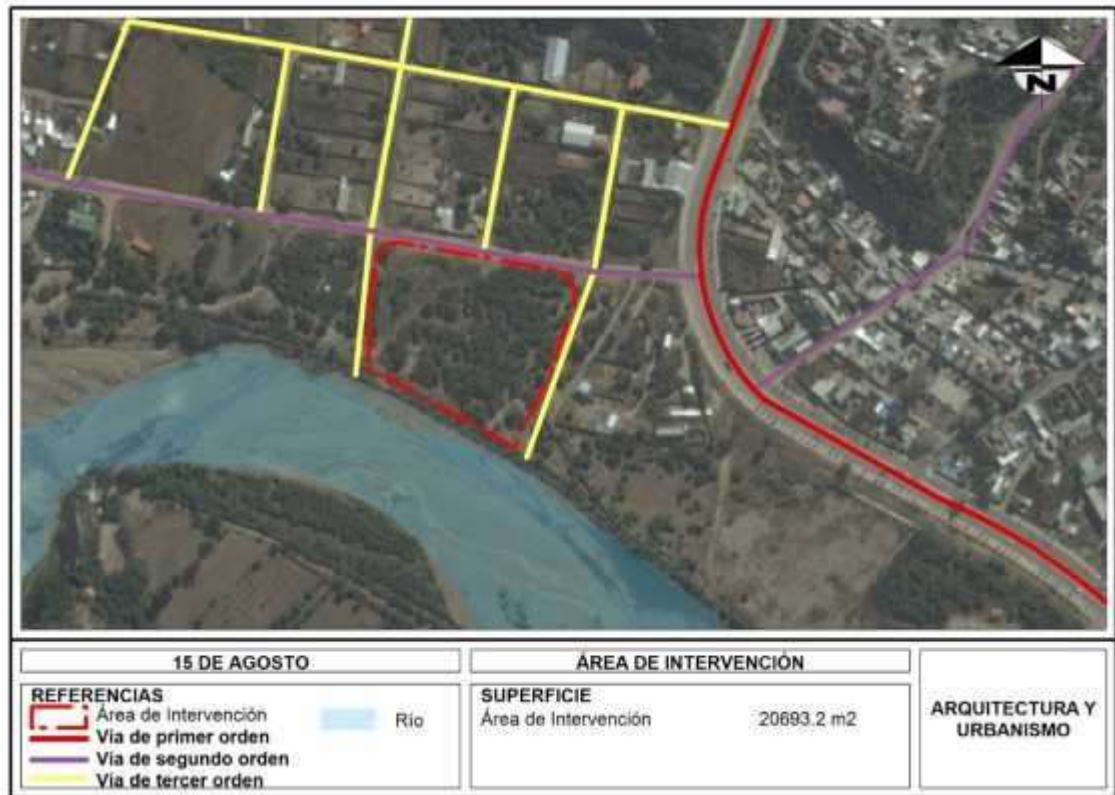 N
15 DE AGOSTO
REFERENCIAS
Área de Intervención
Río
Vía de primer orden
Vía de segundo orden
Vía de tercer orden
ÁREA DE INTERVENCIÓN
SUPERFICIE
Área de Intervención 20693.2 m2
ARQUITECTURA Y
URBANISMO